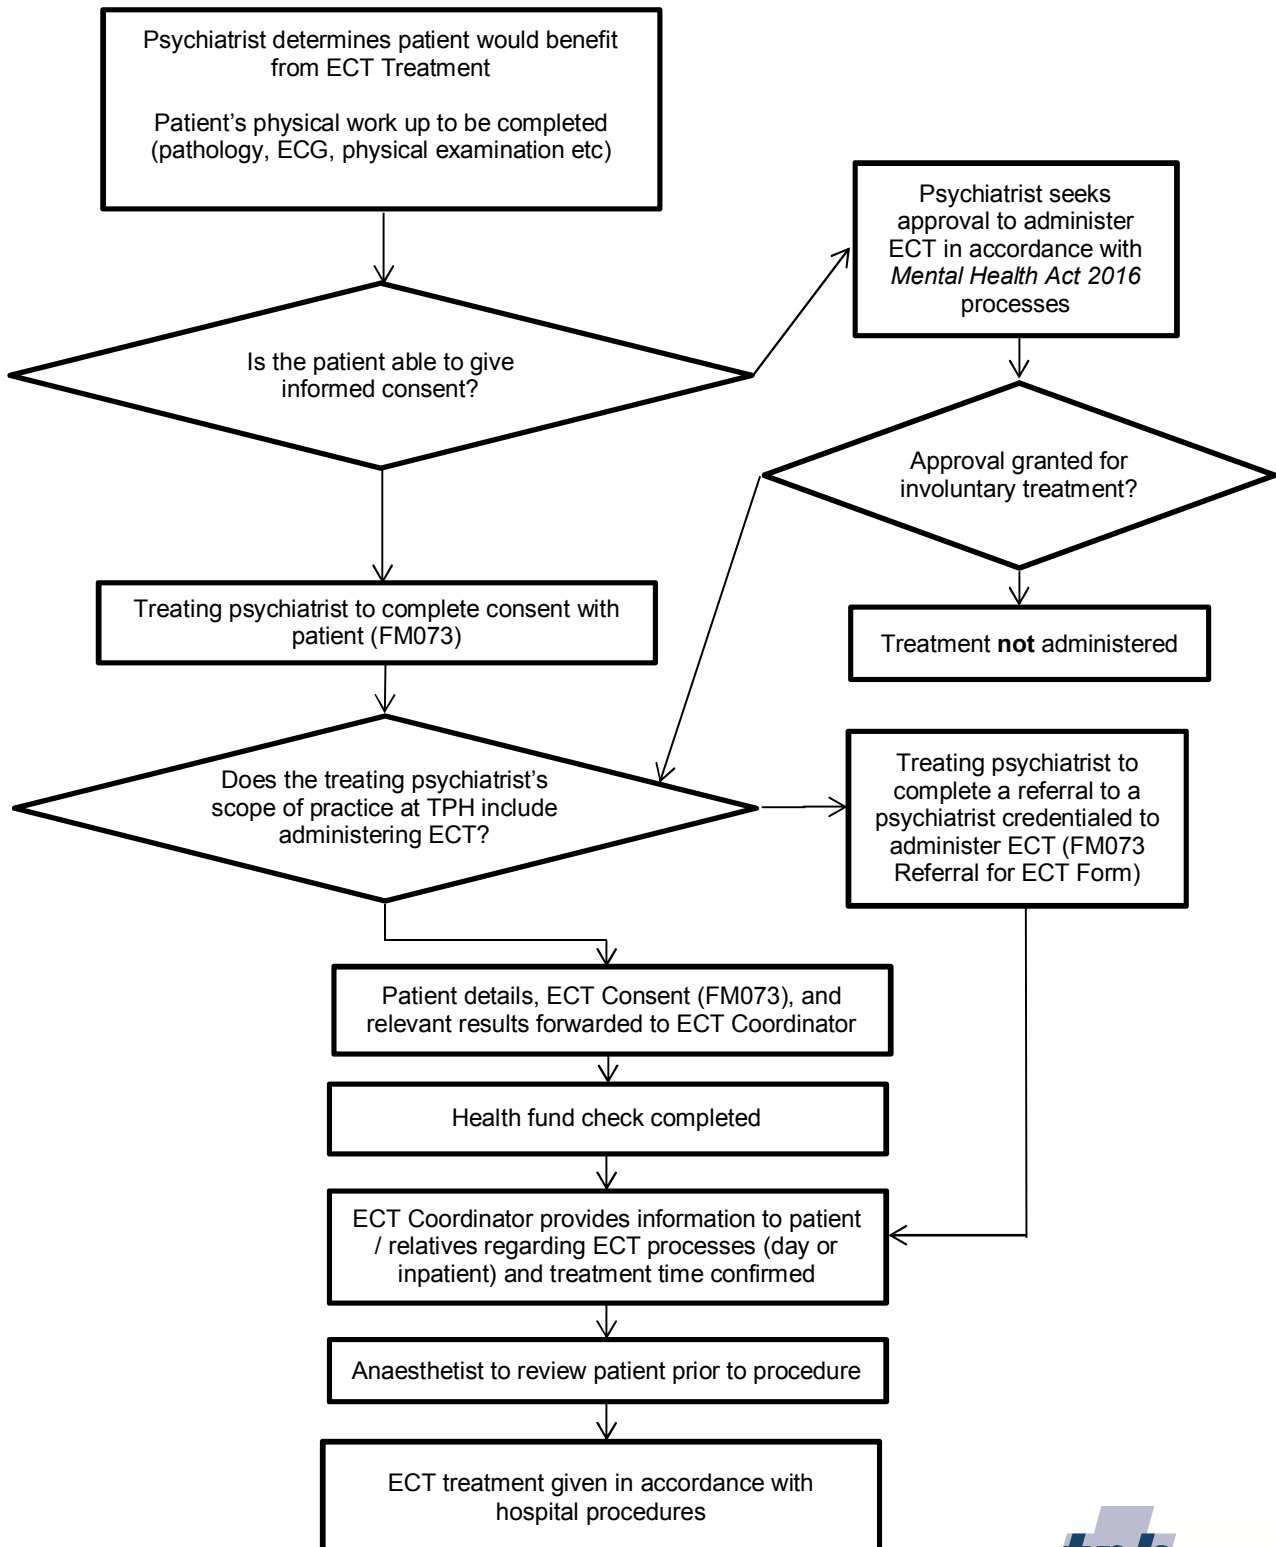 Psychiatrist determines patient would benefit
from ECT Treatment
Patient's physical work up to be completed
(pathology, ECG, physical examination etc)
Psychiatrist seeks
approval to administer
ECT in accordance with
Mental Health Act 2016
processes
Is the patient able to give
informed consent?
Approval granted for
involuntary treatment?
Treatment not administered
Treating psychiatrist to complete consent with
patient (FM073)
Does the treating psychiatrist's
scope of practice at TPH include
administering ECT?
Treating psychiatrist to
complete a referral to a
psychiatrist credentialed to
administer ECT (FM073
Referral for ECT Form)
Patient details, ECT Consent (FM073), and
relevant results forwarded to ECT Coordinator
Health fund check completed
ECT Coordinator provides information to patient
/ relatives regarding ECT processes (day or
inpatient) and treatment time confirmed
Anaesthetist to review patient prior to procedure
ECT treatment given in accordance with
hospital procedures